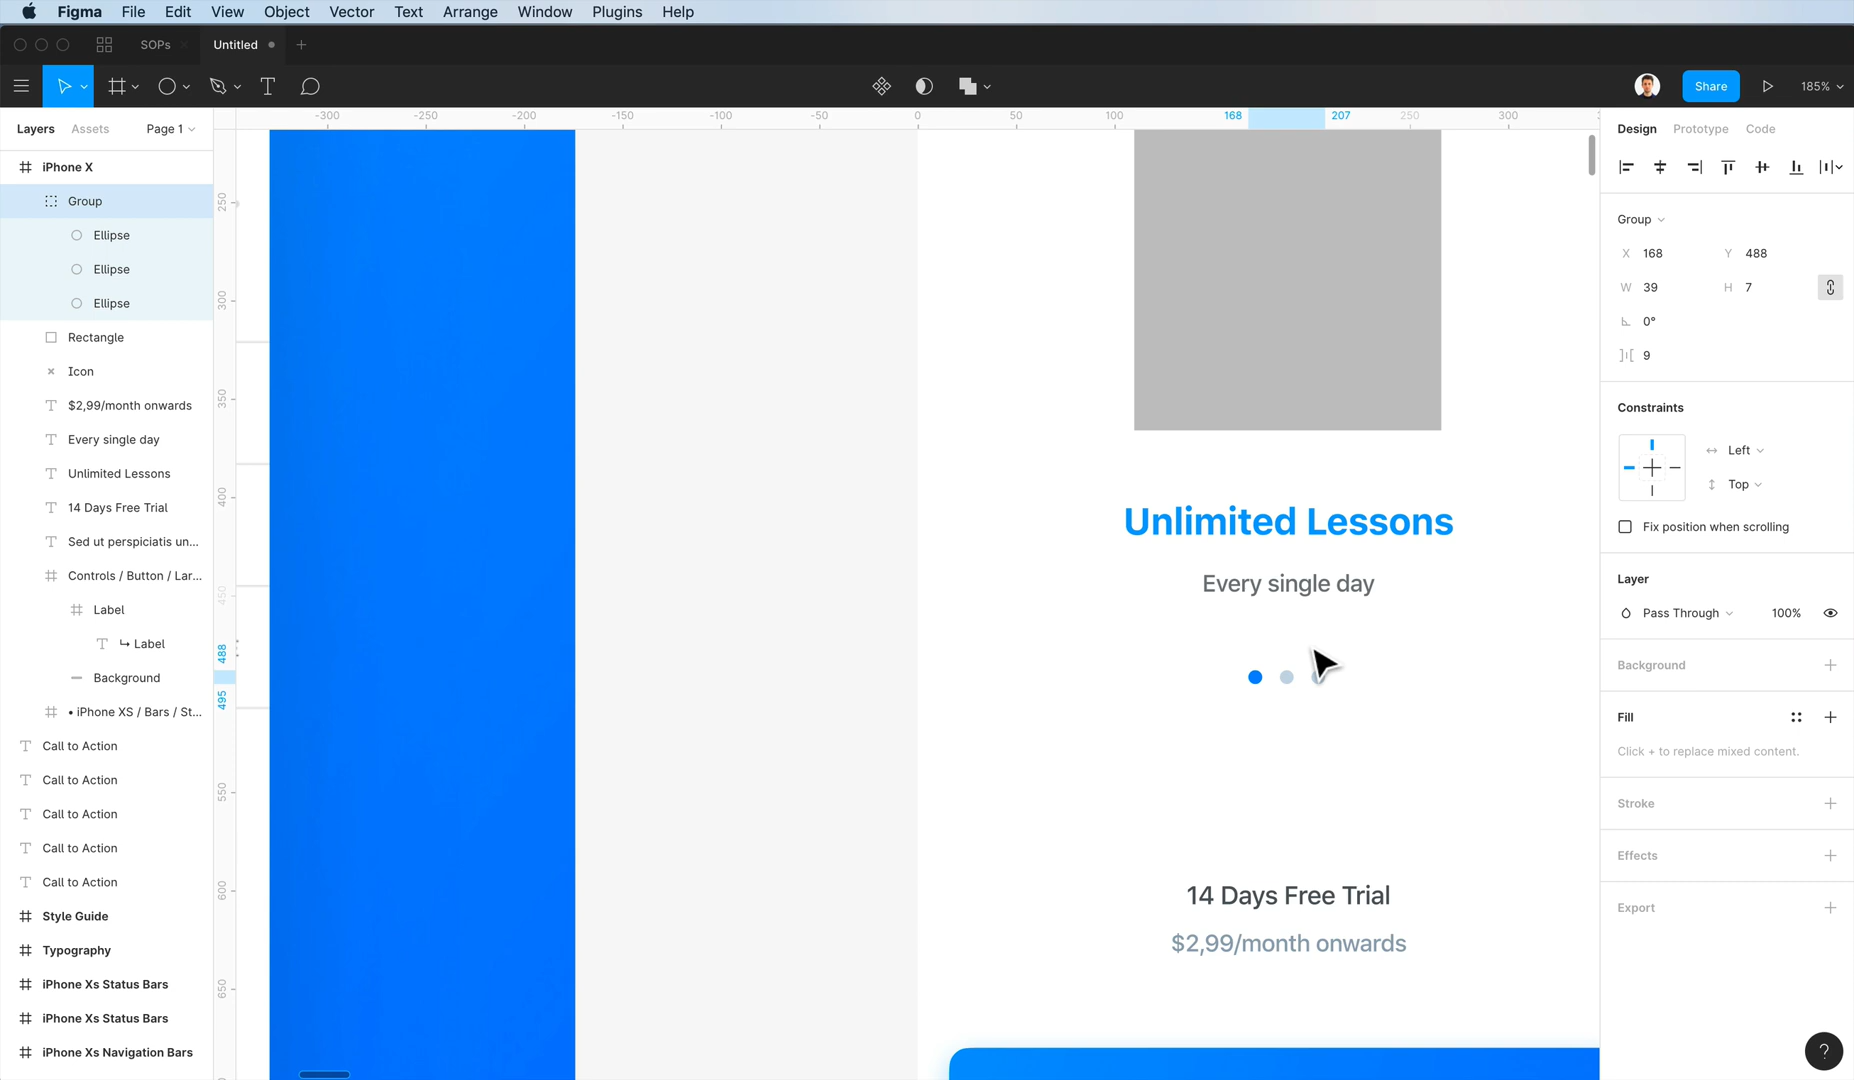 Figma File Edit View Object Vector Text Arrange Window Plugins Help
SOPs Untitled
Share 185%
Layers Assets Page 1
-300 -250 -200 -150 -100 -50 0 50 100 168 207 250 300
Design Prototype Code
iPhone X
Group
Ellipse
Ellipse
Ellipse
Rectangle
Icon
$2,99/month onwards
Every single day
Unlimited Lessons
14 Days Free Trial
Sed ut perspiciatis un...
Controls / Button / Lar...
Label
↪ Label
Background
• iPhone XS / Bars / St...
Call to Action
Call to Action
Call to Action
Call to Action
Call to Action
Style Guide
Typography
iPhone Xs Status Bars
iPhone Xs Status Bars
iPhone Xs Navigation Bars
250
300
350
400
450
488
495
550
600
650
Unlimited Lessons
Every single day
14 Days Free Trial
$2,99/month onwards
Group
X 168 Y 488
W 39 H 7
0°
9
Constraints
Left
Top
Fix position when scrolling
Layer
Pass Through 100%
Background
Fill
Click + to replace mixed content.
Stroke
Effects
Export
?